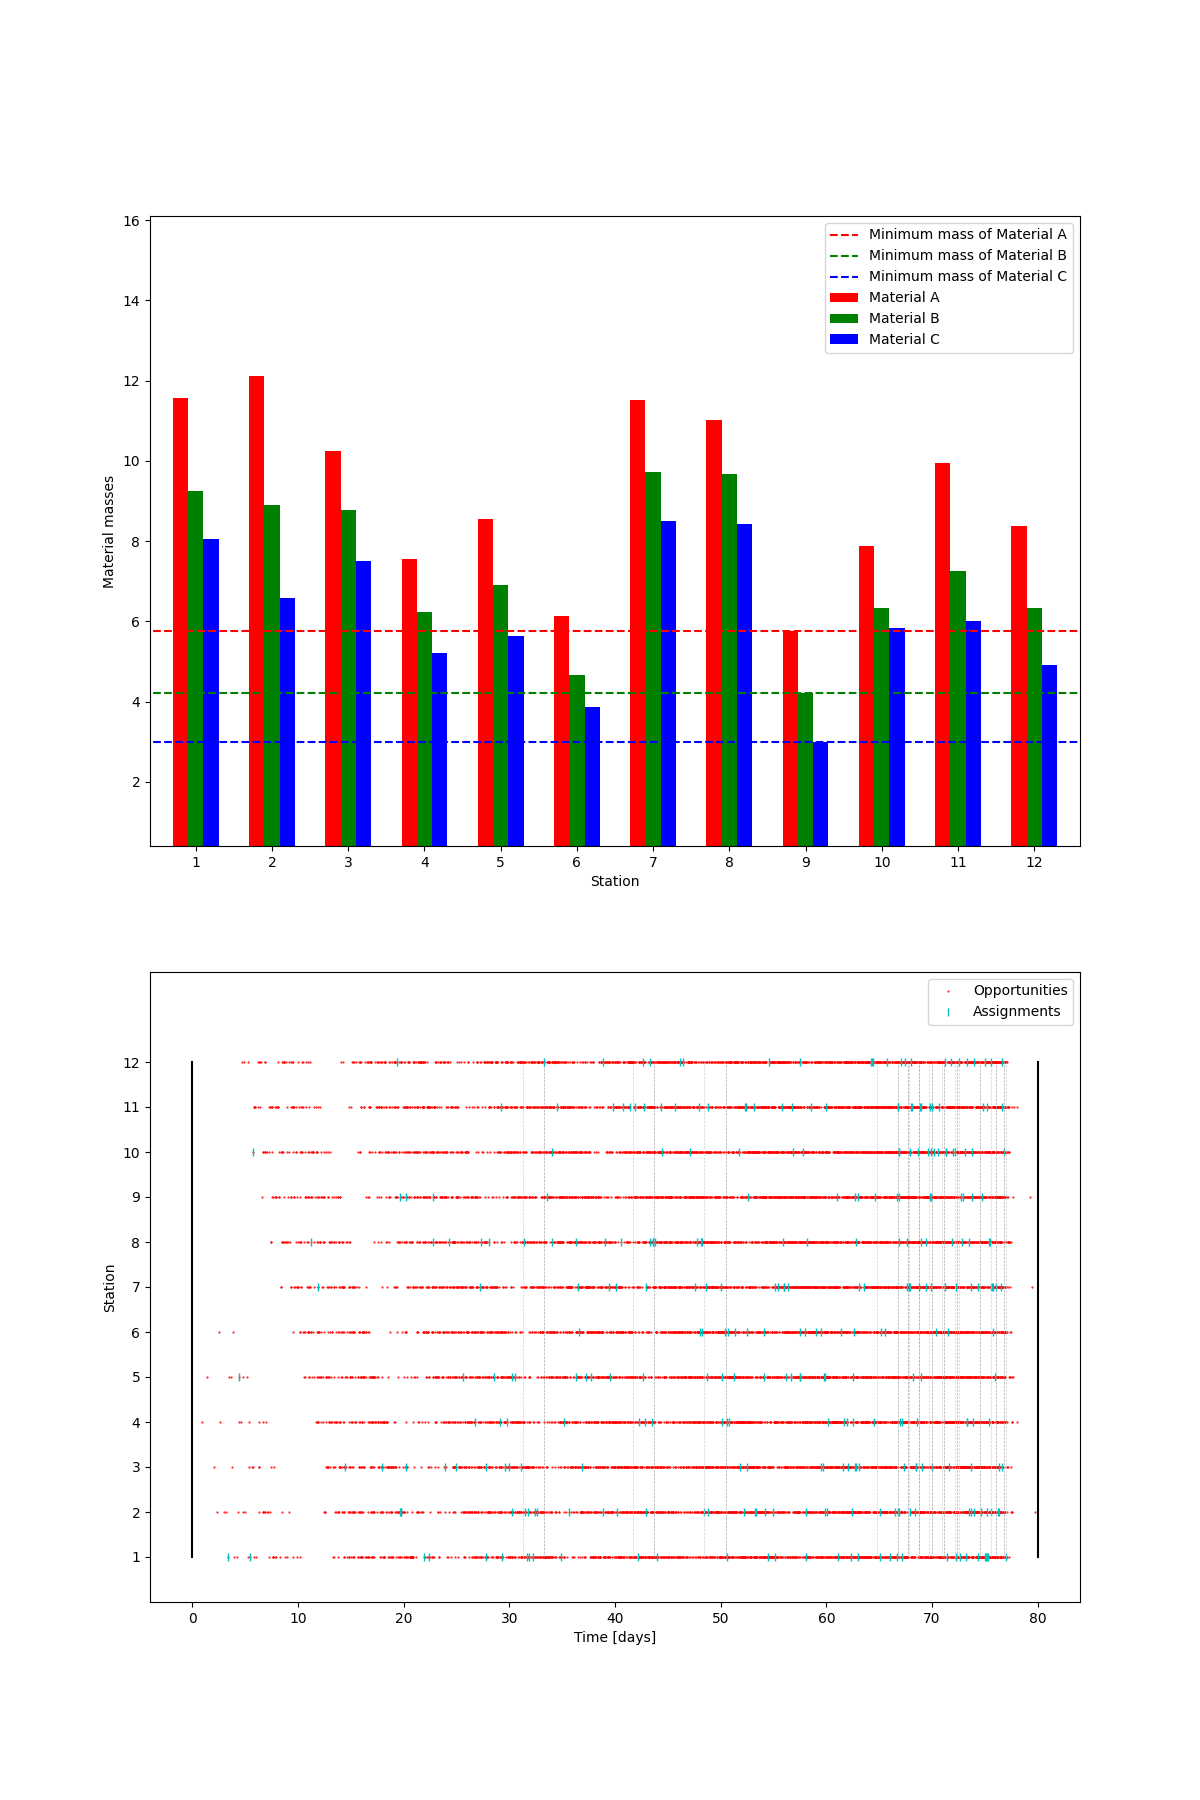 16
14
12
10
8
6
4
2
Material masses
Minimum mass of Material A
Minimum mass of Material B
Minimum mass of Material C
Material A
Material B
Material C
1 2 3 4 5 6 7 8 9 10 11 12
Station
Opportunities
Assignments
12
11
10
9
8
7
6
5
4
3
2
1
Station
0 10 20 30 40 50 60 70 80
Time [days]